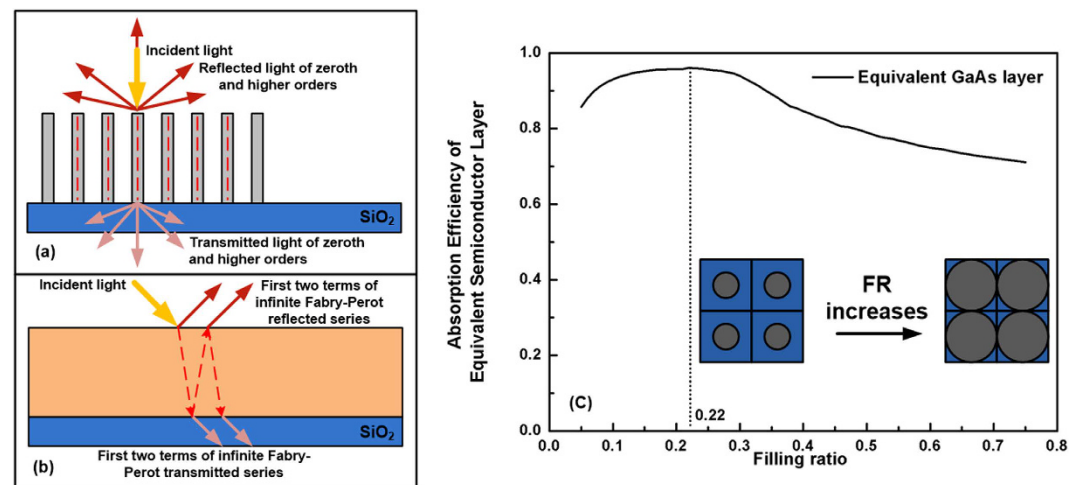 (a)
Incident light
Reflected light of zeroth
and higher orders
SiO2
Transmitted light of zeroth
and higher orders
Incident light
First two terms of
infinite Fabry-Perot
reflected series
SiO2
(b)
First two terms of infinite Fabry-
Perot transmitted series
Absorption Efficiency of
Equivalent Semiconductor Layer
1.0
0.8
0.6
0.4
0.2
0.0
Equivalent GaAs layer
FR
increases
(C)
0.22
0.0 0.1 0.2 0.3 0.4 0.5 0.6 0.7 0.8
Filling ratio